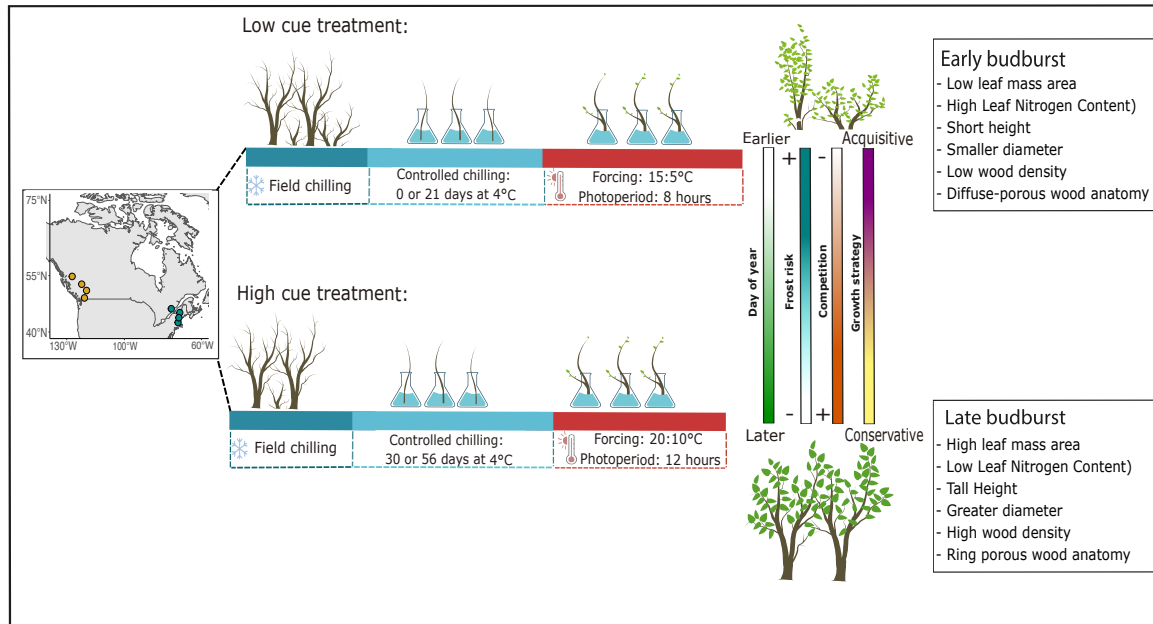 Low cue treatment:
Field chilling
Controlled chilling:
0 or 21 days at 4°C
Forcing: 15:5°C
Photoperiod: 8 hours
75°N
55°N
40°N
130°W
100°W
60°W
High cue treatment:
Field chilling
Controlled chilling:
30 or 56 days at 4°C
Forcing: 20:10°C
Photoperiod: 12 hours
Earlier
+
-
Acquisitive
Day of year
Frost risk
Competition
Growth strategy
Later
-
+
Conservative
Early budburst
- Low leaf mass area
- High Leaf Nitrogen Content)
- Short height
- Smaller diameter
- Low wood density
- Diffuse-porous wood anatomy
Late budburst
- High leaf mass area
- Low Leaf Nitrogen Content)
- Tall Height
- Greater diameter
- High wood density
- Ring porous wood anatomy